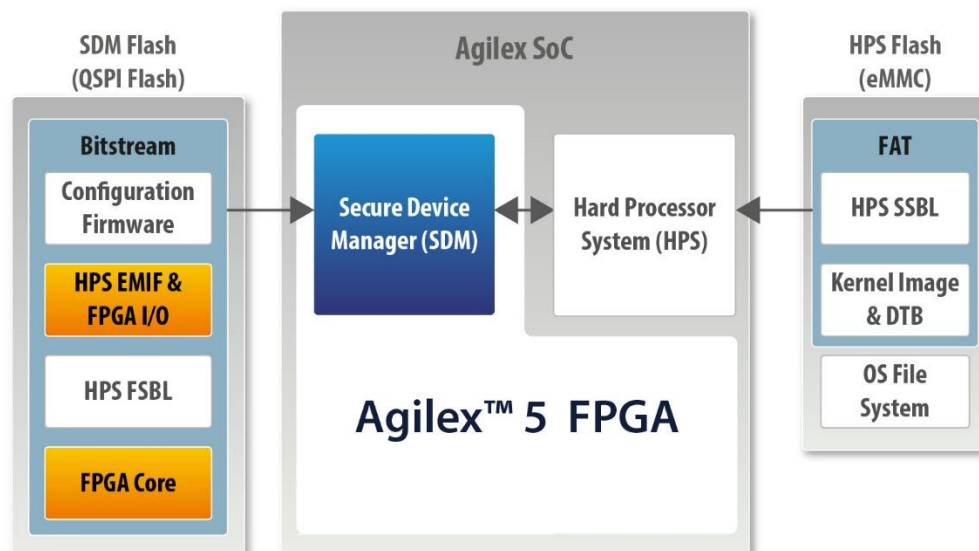 SDM Flash
(QSPI Flash)
Bitstream
Configuration
Firmware
HPS EMIF &
FPGA I/O
HPS FSBL
FPGA Core
Agilex SoC
Secure Device
Manager (SDM)
Hard Processor
System (HPS)
Agilex™ 5 FPGA
HPS Flash
(eMMC)
FAT
HPS SSBL
Kernel Image
& DTB
OS File
System